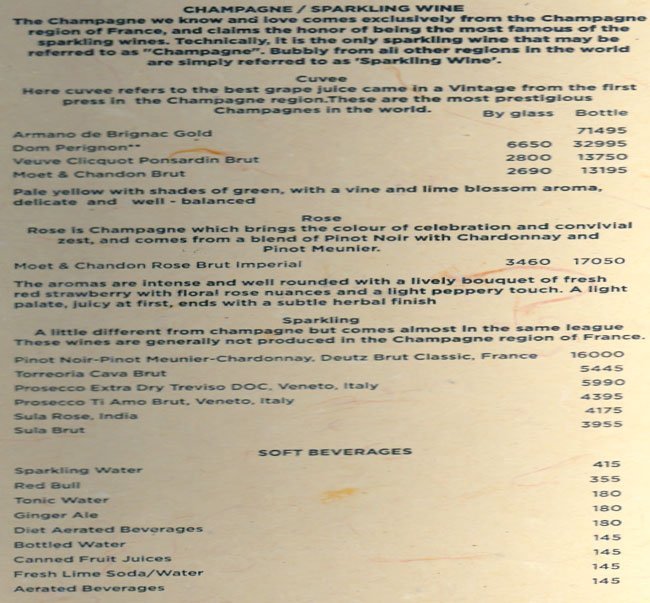 CHAMPAGNE / SPARKLING WINE
The Champagne we know and love comes exclusively from the Champagne
region of France, and claims the honor of being the most famous of the
sparkling wines. Technically, it is the only sparkling wine that may be
referred to as "Champagne". Bubbly from all other regions in the world
are simply referred to as 'Sparkling Wine'.
Cuvee
Here cuvee refers to the best grape juice came in a Vintage from the first
press in the Champagne region.These are the most prestigious
Champagnes in the world.
By glass Bottle
Armano de Brignac Gold 71495
Dom Perignon** 6650 32995
Veuve Clicquot Ponsardin Brut 2800 13750
Moet & Chandon Brut 2690 13195
Pale yellow with shades of green, with a vine and lime blossom aroma,
delicate and well - balanced
Rose
Rose is Champagne which brings the colour of celebration and convivial
zest, and comes from a blend of Pinot Noir with Chardonnay and
Pinot Meunier.
Moet & Chandon Rose Brut Imperial 3460 17050
The aromas are intense and well rounded with a lively bouquet of fresh
red strawberry with floral rose nuances and a light peppery touch. A light
palate, juicy at first, ends with a subtle herbal finish
Sparkling
A little different from champagne but comes almost in the same league
These wines are generally not produced in the Champagne region of France.
Pinot Noir-Pinot Meunier-Chardonnay, Deutz Brut Classic, France 16000
Torreoria Cava Brut 5445
Prosecco Extra Dry Treviso DOC, Veneto, Italy 5990
Prosecco Ti Amo Brut, Veneto, Italy 4395
Sula Rose, India 4175
Sula Brut 3955
SOFT BEVERAGES
Sparkling Water 415
Red Bull 355
Tonic Water 180
Ginger Ale 180
Diet Aerated Beverages 180
Bottled Water 145
Canned Fruit Juices 145
Fresh Lime Soda/Water 145
Aerated Beverages 145